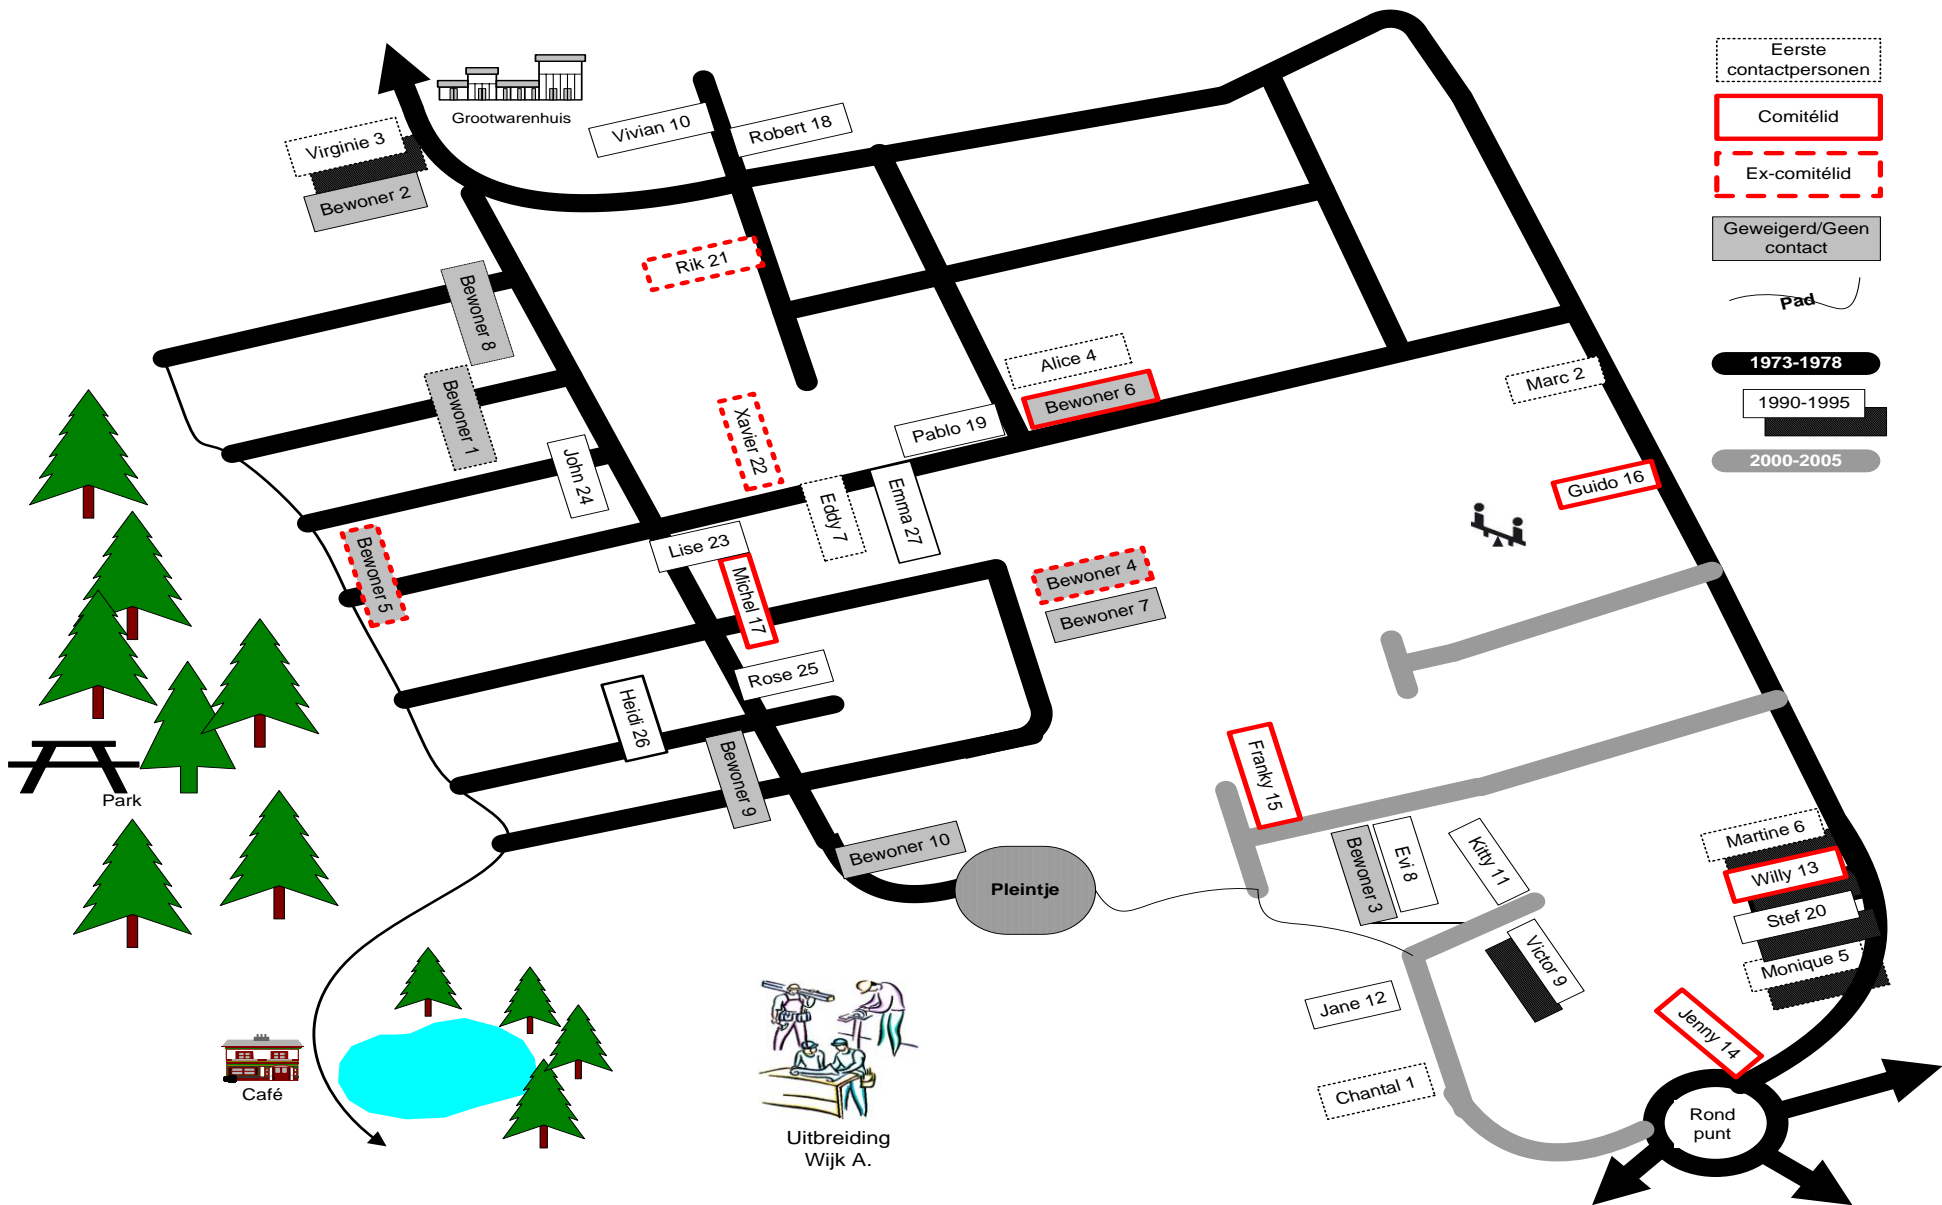 Grootwarenhuis
Virginie 3
Bewoner 2
Vivian 10
Robert 18
Rik 21
Bewoner 8
Bewoner 1
John 24
Xavier 22
Alice 4
Bewoner 6
Pablo 19
Eddy 7
Emma 27
Marc 2
Guido 16
Bewoner 5
Lise 23
Michel 17
Bewoner 4
Bewoner 7
Rose 25
Heidi 26
Bewoner 9
Bewoner 10
Pleintje
Franky 15
Bewoner 3
Evi 8
Kitty 11
Victor 9
Jane 12
Chantal 1
Martine 6
Willy 13
Stef 20
Monique 5
Jenny 14
Rond
punt
Park
Café
Uitbreiding
Wijk A.
Eerste
contactpersonen
Comitélid
Ex-comitélid
Geweigerd/Geen
contact
Pad
1973-1978
1990-1995
2000-2005